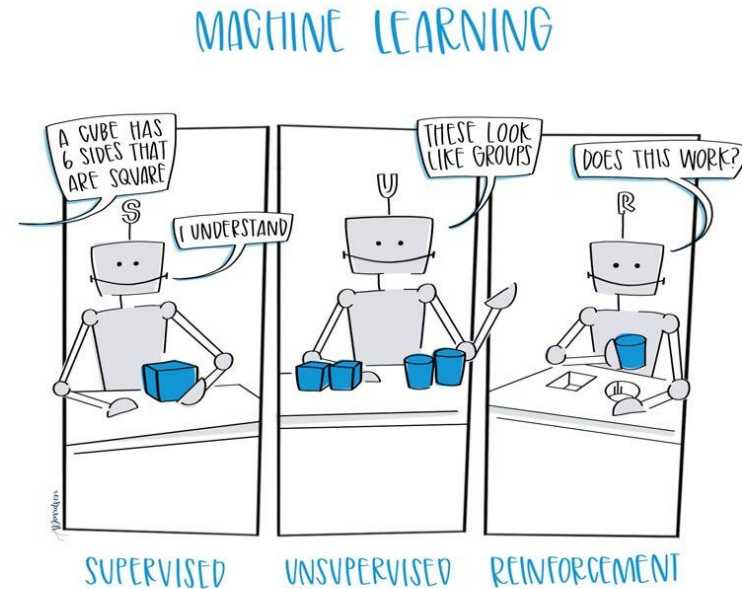 MACHINE LEARNING
A CUBE HAS
6 SIDES THAT
ARE SQUARE
S
I UNDERSTAND
THESE LOOK
LIKE GROUPS
U
DOES THIS WORK?
R
SUPERVISED
UNSUPERVISED
REINFORCEMENT